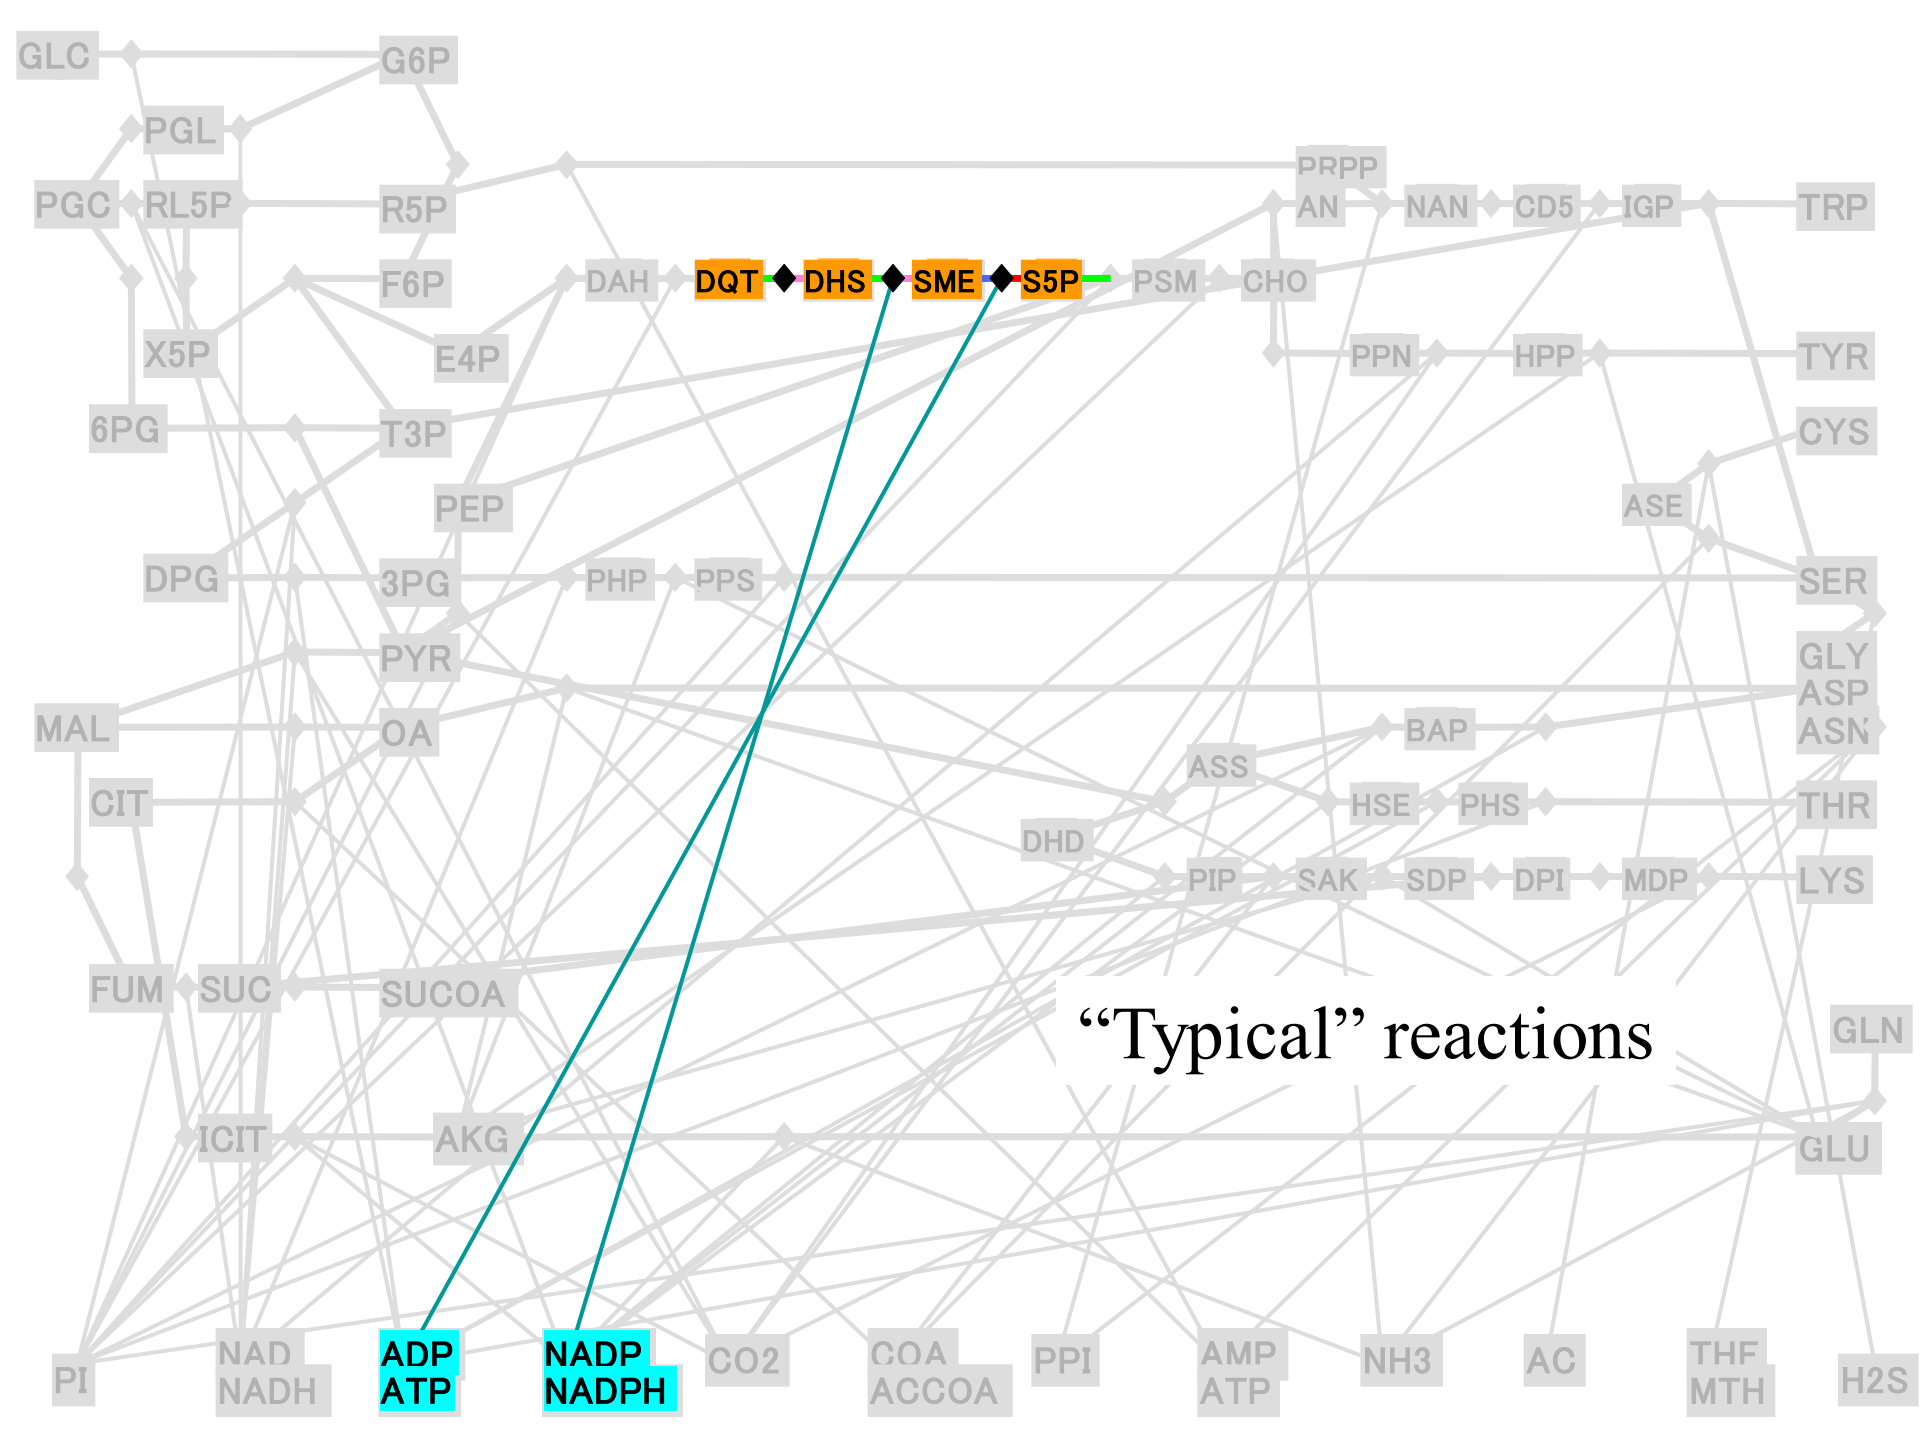 GLC G6P
PGL
PRPP
PGC RL5P R5P AN NAN CD5 IGP TRP
F6P DAH DQT DHS SME S5P PSM CHO
X5P E4P PPN HPP TYR
6PG T3P CYS
PEP ASE
DPG 3PG PHP PPS SER
PYR GLY
ASP
MAL OA BAP ASN
ASS
CIT HSE PHS THR
DHD
PIP SAK SDP DPI MDP LYS
FUM SUC SUCOA
“Typical” reactions GLN
ICIT AKG GLU
NAD ADP NADP CO2 COA PPI AMP NH3 AC THF
PI NADH ATP NADPH ACCOA ATP MTH H2S